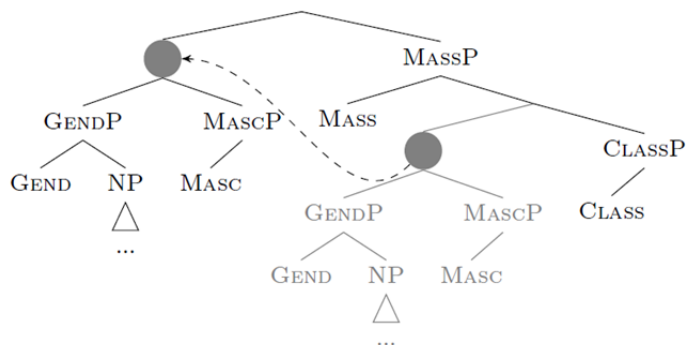 MASSP
GENDP MASCP MASS
CLASSP
GEND NP MASC
GENDP MASCP CLASS
...
GEND NP MASC
...